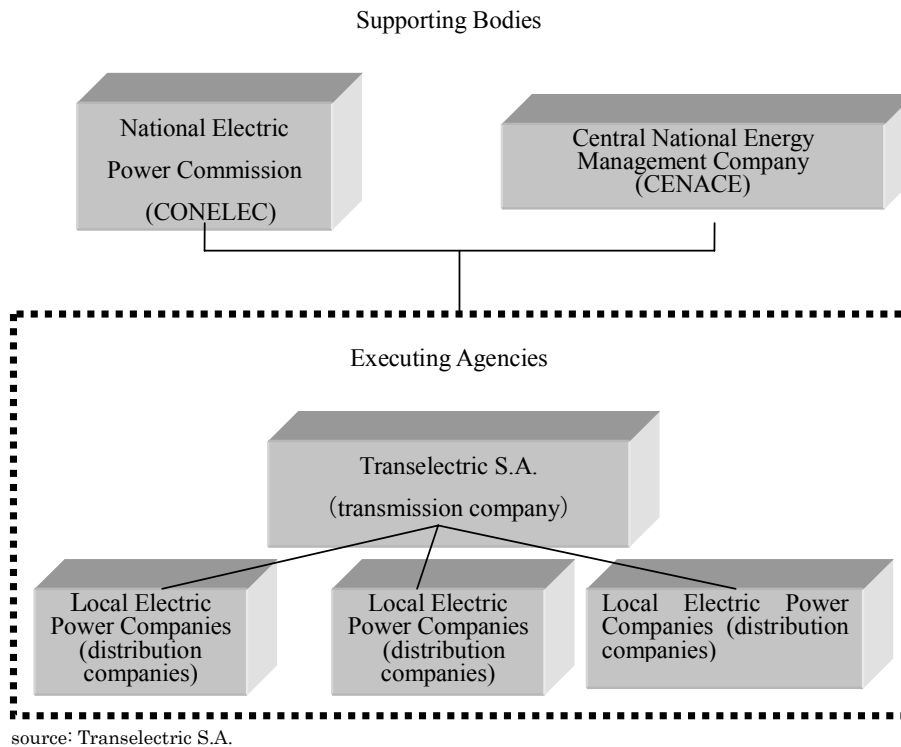 Supporting Bodies
National Electric
Power Commission
(CONELEC)
Central National Energy
Management Company
(CENACE)
Executing Agencies
Transelectric S.A.
（transmission company）
Local Electric
Power Companies
(distribution
companies)
Local Electric
Power Companies
(distribution
companies)
Local Electric Power
Companies (distribution
companies)
source: Transelectric S.A.